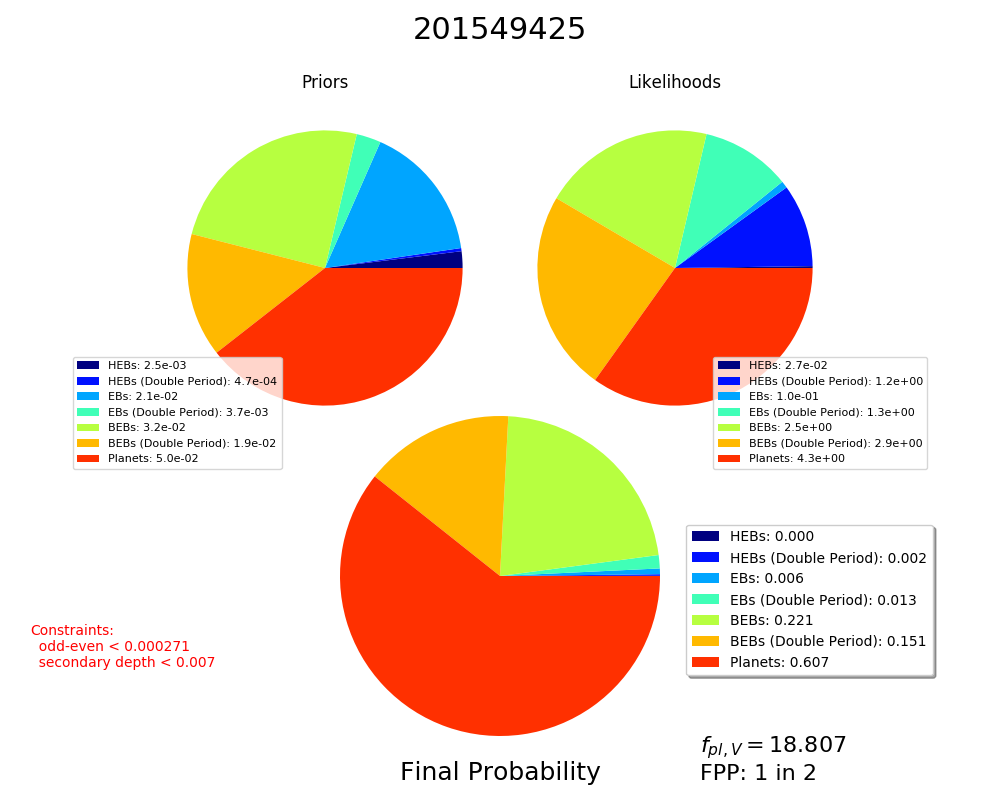 201549425
Priors
Likelihoods
HEBs: 2.5e-03
HEBs (Double Period): 4.7e-04
EBs: 2.1e-02
EBs (Double Period): 3.7e-03
BEBs: 3.2e-02
BEBs (Double Period): 1.9e-02
Planets: 5.0e-02
HEBs: 2.7e-02
HEBs (Double Period): 1.2e+00
EBs: 1.0e-01
EBs (Double Period): 1.3e+00
BEBs: 2.5e+00
BEBs (Double Period): 2.9e+00
Planets: 4.3e+00
HEBs: 0.000
HEBs (Double Period): 0.002
EBs: 0.006
EBs (Double Period): 0.013
BEBs: 0.221
BEBs (Double Period): 0.151
Planets: 0.607
Constraints:
odd-even < 0.000271
secondary depth < 0.007
Final Probability
f_{pl,V} = 18.807
FPP: 1 in 2